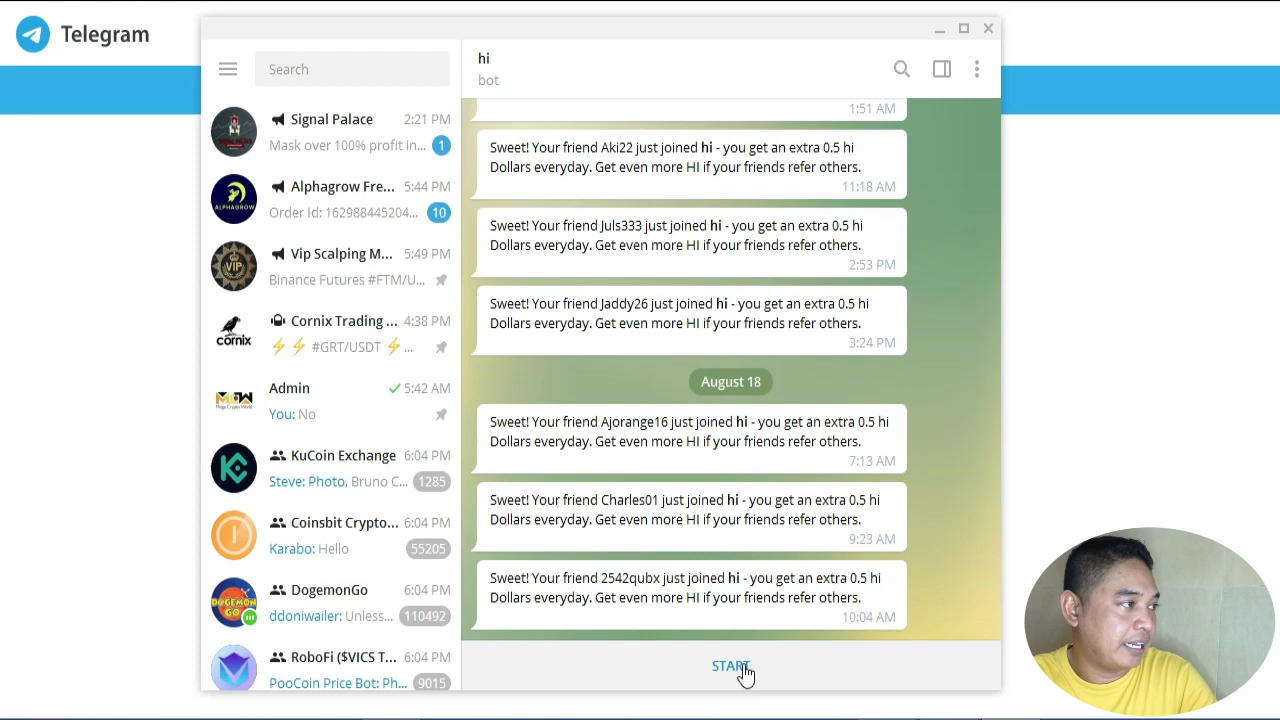 Telegram
Search
Signal Palace 2:21 PM
Mask over 100% profit in... 1
Alphagrow Fre... 5:44 PM
Order Id: 162988445204... 10
Vip Scalping M... 5:49 PM
Binance Futures #FTM/U...
Cornix Trading ... 4:38 PM
⚡⚡ #GRT/USDT ⚡...
Admin 5:42 AM
You: No
KuCoin Exchange 6:04 PM
Steve: Photo, Bruno C... 1285
Coinsbit Crypto... 6:04 PM
Karabo: Hello 55205
DogemonGo 6:04 PM
ddoniwailer: Unless... 110492
RoboFi ($VICS T... 6:04 PM
PooCoin Price Bot: Ph... 9015
ALPHAGROW
VIP
cornix
MGW
DOGEMON
GO
hi
bot
1:51 AM
Sweet! Your friend Aki22 just joined hi - you get an extra 0.5 hi
Dollars everyday. Get even more HI if your friends refer others.
11:18 AM
Sweet! Your friend Juls333 just joined hi - you get an extra 0.5 hi
Dollars everyday. Get even more HI if your friends refer others.
2:53 PM
Sweet! Your friend Jaddy26 just joined hi - you get an extra 0.5 hi
Dollars everyday. Get even more HI if your friends refer others.
3:24 PM
August 18
Sweet! Your friend Ajorange16 just joined hi - you get an extra 0.5 hi
Dollars everyday. Get even more HI if your friends refer others.
7:13 AM
Sweet! Your friend Charles01 just joined hi - you get an extra 0.5 hi
Dollars everyday. Get even more HI if your friends refer others.
9:23 AM
Sweet! Your friend 2542qubx just joined hi - you get an extra 0.5 hi
Dollars everyday. Get even more HI if your friends refer others.
10:04 AM
START